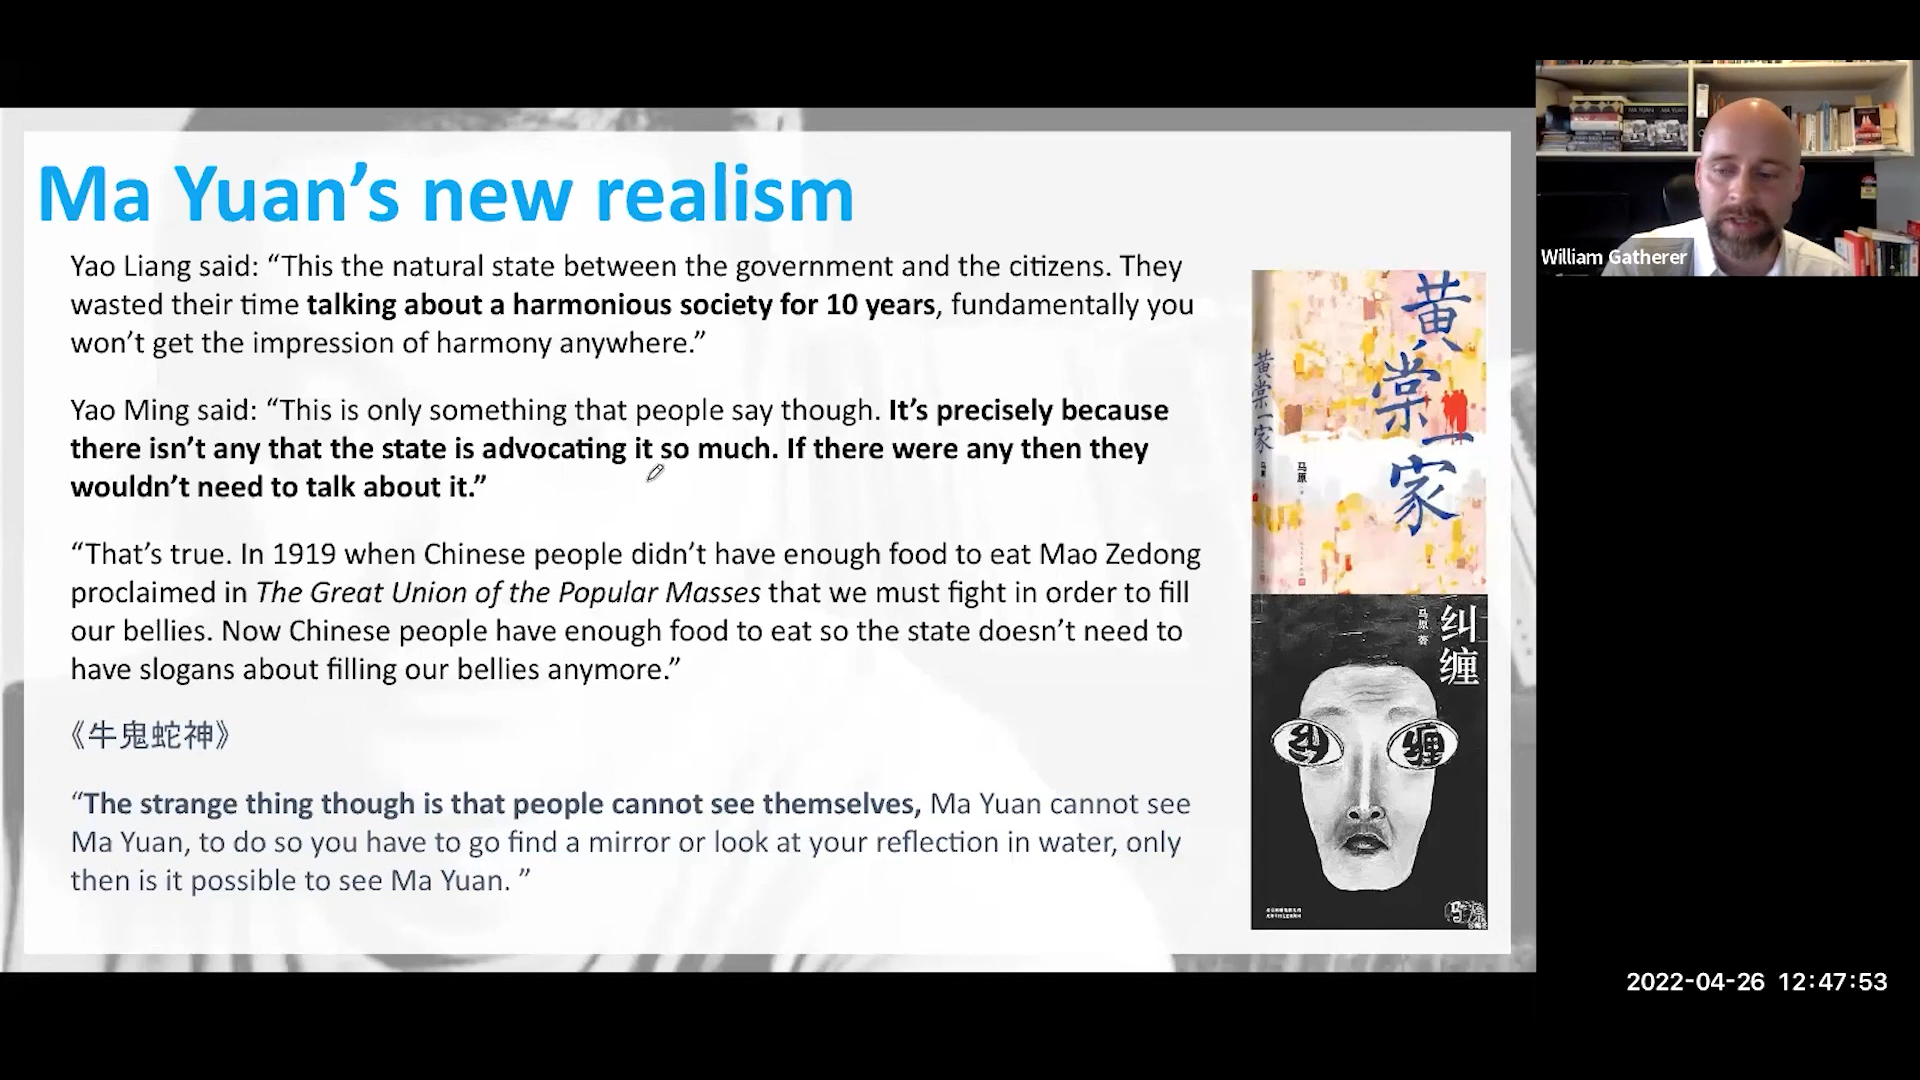 Ma Yuan’s new realism
Yao Liang said: “This the natural state between the government and the citizens. They
wasted their time talking about a harmonious society for 10 years, fundamentally you
won’t get the impression of harmony anywhere.”
Yao Ming said: “This is only something that people say though. It’s precisely because
there isn’t any that the state is advocating it so much. If there were any then they
wouldn’t need to talk about it.”
“That’s true. In 1919 when Chinese people didn’t have enough food to eat Mao Zedong
proclaimed in The Great Union of the Popular Masses that we must fight in order to fill
our bellies. Now Chinese people have enough food to eat so the state doesn’t need to
have slogans about filling our bellies anymore.”
《牛鬼蛇神》
“The strange thing though is that people cannot see themselves, Ma Yuan cannot see
Ma Yuan, to do so you have to go find a mirror or look at your reflection in water, only
then is it possible to see Ma Yuan. ”
黄棠一家
黄棠一家
马原
马原
纠缠
马原 著
纠 缠
William Gatherer
MA YUAN MA YUAN
2022-04-26 12:47:53